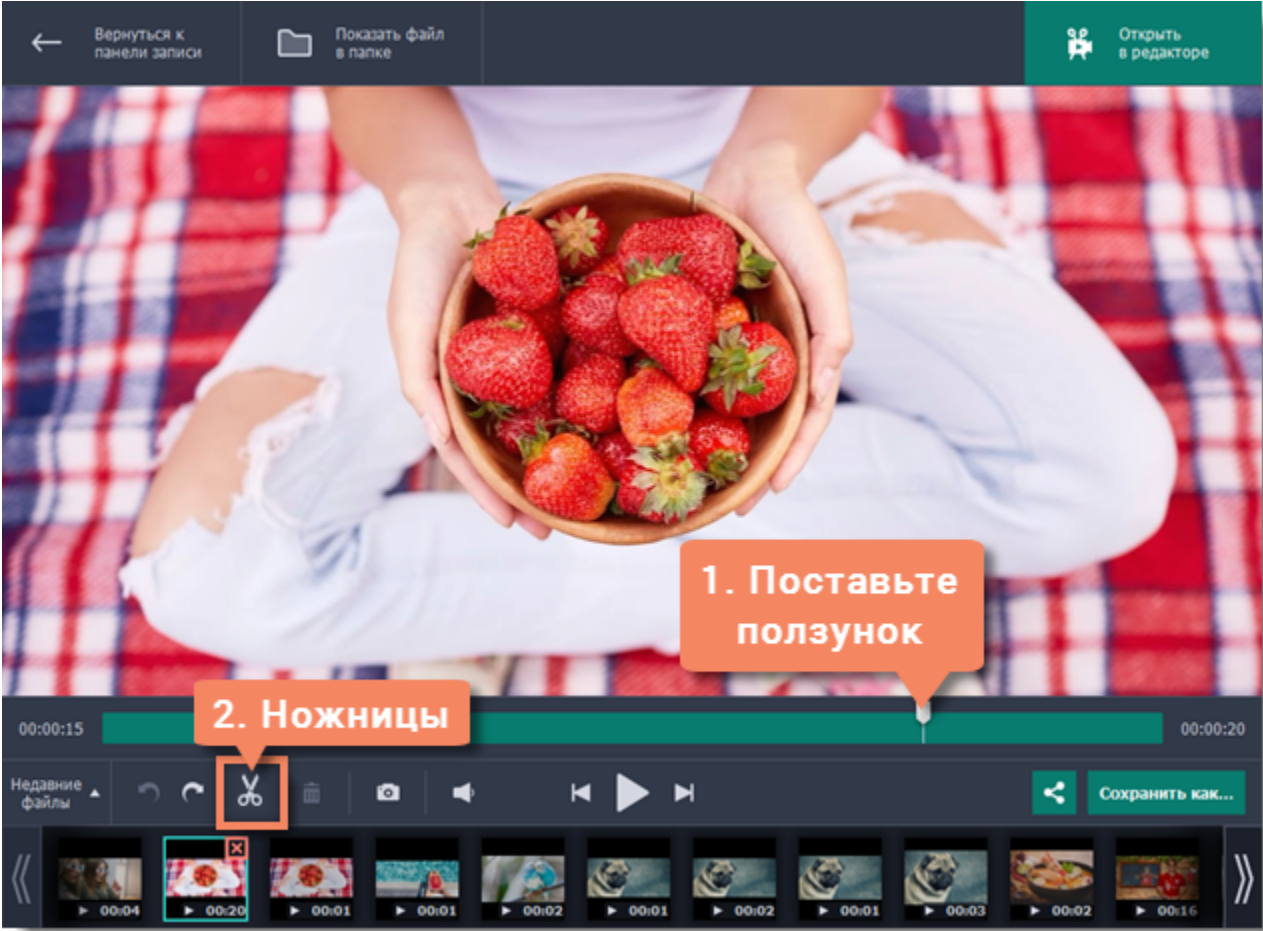 Вернуться к
панели записи
Показать файл
в папке
Открыть
в редакторе
1. Поставьте
ползунок
2. Ножницы
00:00:15
00:00:20
Недавние
файлы
Сохранить как...
00:04
00:20
00:01
00:01
00:02
00:01
00:02
00:01
00:03
00:02
00:16